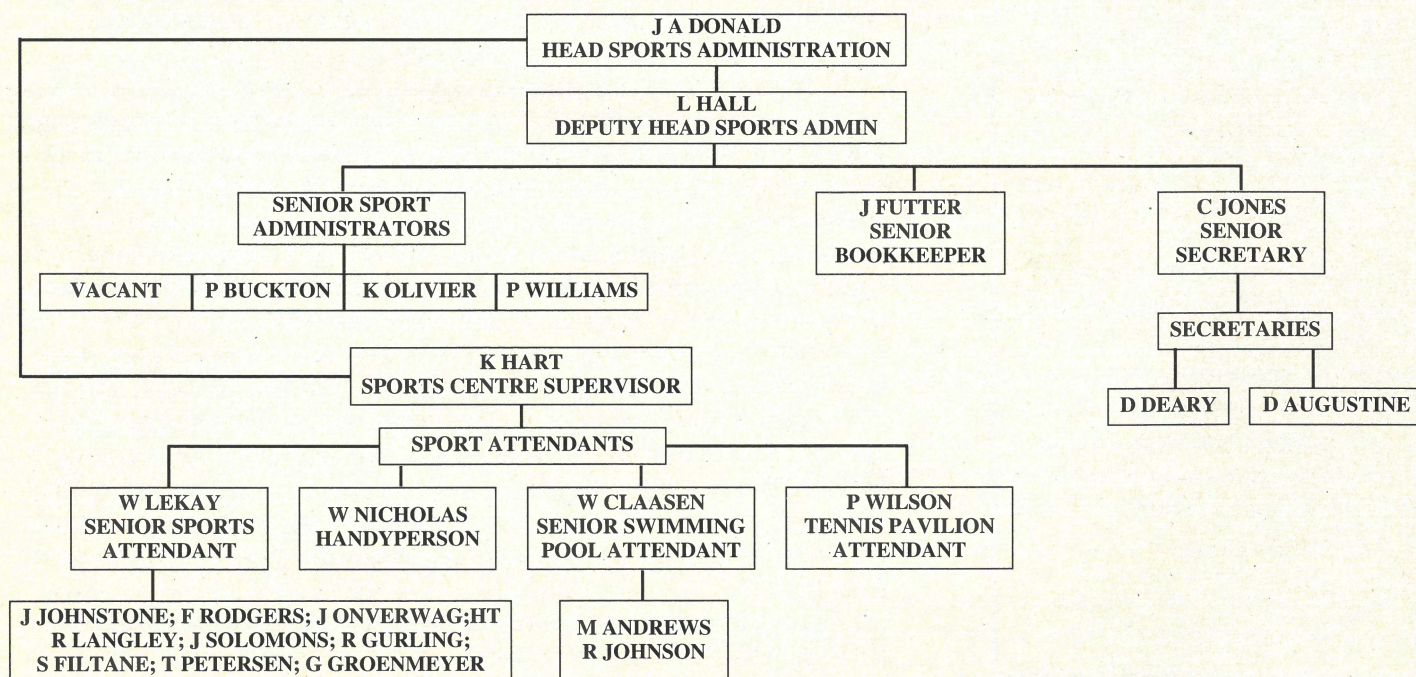 J A DONALD
HEAD SPORTS ADMINISTRATION
L HALL
DEPUTY HEAD SPORTS ADMIN
SENIOR SPORT
ADMINISTRATORS
J FUTTER
SENIOR
BOOKKEEPER
C JONES
SENIOR
SECRETARY
VACANT
P BUCKTON
K OLIVIER
P WILLIAMS
SECRETARIES
D DEARY
D AUGUSTINE
K HART
SPORTS CENTRE SUPERVISOR
SPORT ATTENDANTS
W LEKAY
SENIOR SPORTS
ATTENDANT
W NICHOLAS
HANDYPERSON
W CLAASEN
SENIOR SWIMMING
POOL ATTENDANT
P WILSON
TENNIS PAVILION
ATTENDANT
J JOHNSTONE; F RODGERS; J ONVERWAG;HT
R LANGLEY; J SOLOMONS; R GURLING;
S FILTANE; T PETERSEN; G GROENMEYER
M ANDREWS
R JOHNSON